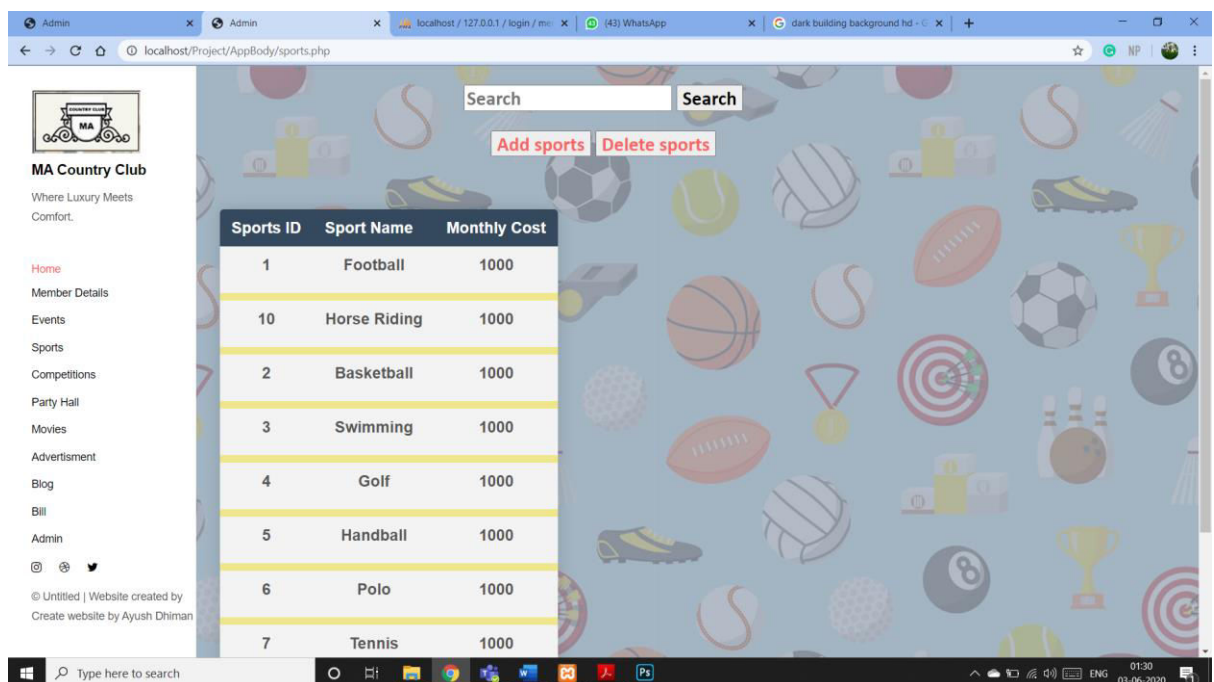 Admin
Admin
localhost / 127.0.0.1 / login / me
(43) WhatsApp
dark building background hd - G
localhost/Project/AppBody/sports.php
NP
COUNTRY CLUB
MA
MA Country Club
Where Luxury Meets
Comfort.
Home
Member Details
Events
Sports
Competitions
Party Hall
Movies
Advertisment
Blog
Bill
Admin
© Untitled | Website created by
Create website by Ayush Dhiman
Search Search
Add sports Delete sports
Sports ID Sport Name Monthly Cost
1 Football 1000
10 Horse Riding 1000
2 Basketball 1000
3 Swimming 1000
4 Golf 1000
5 Handball 1000
6 Polo 1000
7 Tennis 1000
Type here to search
ENG
01:30
03-06-2020